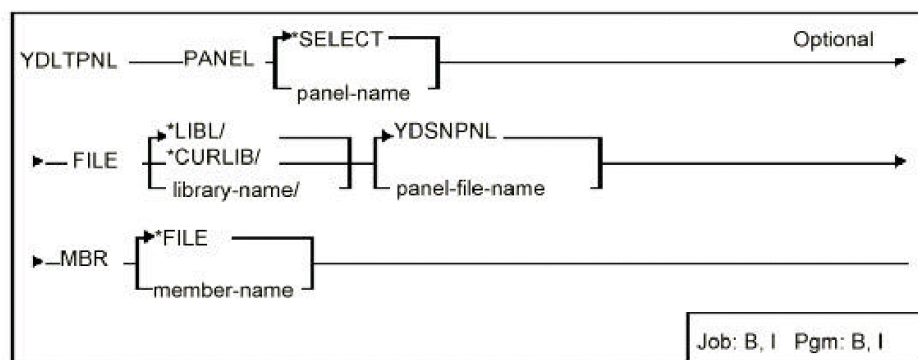 *SELECT
Optional
YDLTPNL PANEL
panel-name
*LIBL/
YDSNPNL
FILE *CURLIB/
library-name/
panel-file-name
*FILE
MBR
member-name
Job: B, I Pgm: B, I